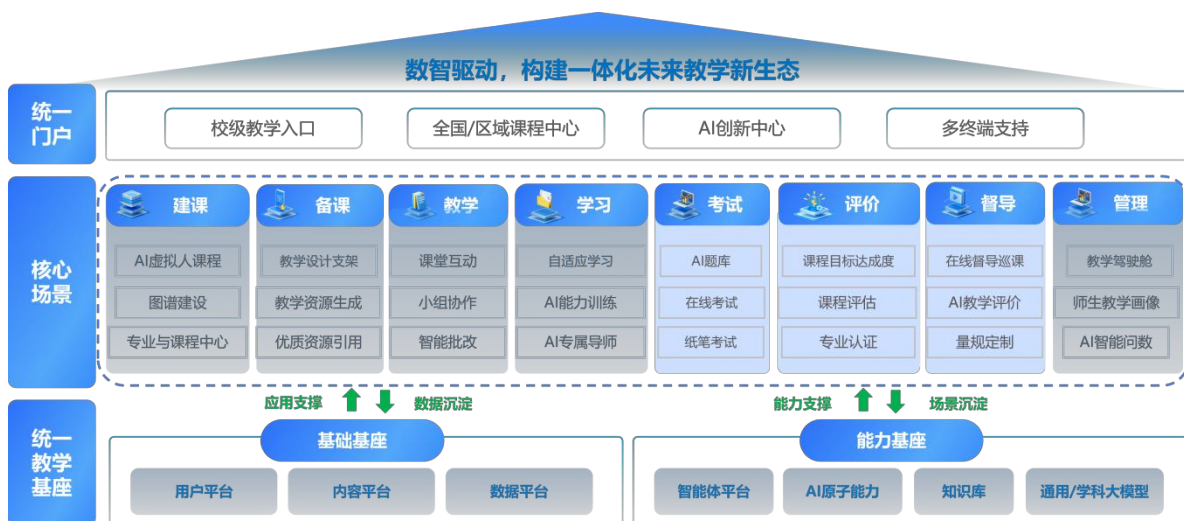 数智驱动，构建一体化未来教学新生态
统一
门户
校级教学入口
全国/区域课程中心
AI创新中心
多终端支持
核心
场景
建课
AI虚拟人课程
图谱建设
专业与课程中心
备课
教学设计支架
教学资源生成
优质资源引用
教学
课堂互动
小组协作
智能批改
学习
自适应学习
AI能力训练
AI专属导师
考试
AI题库
在线考试
纸笔考试
评价
课程目标达成度
课程评估
专业认证
督导
在线督导巡课
AI教学评价
量规定制
管理
教学驾驶舱
师生教学画像
AI智能问数
应用支撑
数据沉淀
能力支撑
场景沉淀
统一
教学
基座
基础基座
用户平台
内容平台
数据平台
能力基座
智能体平台
AI原子能力
知识库
通用/学科大模型